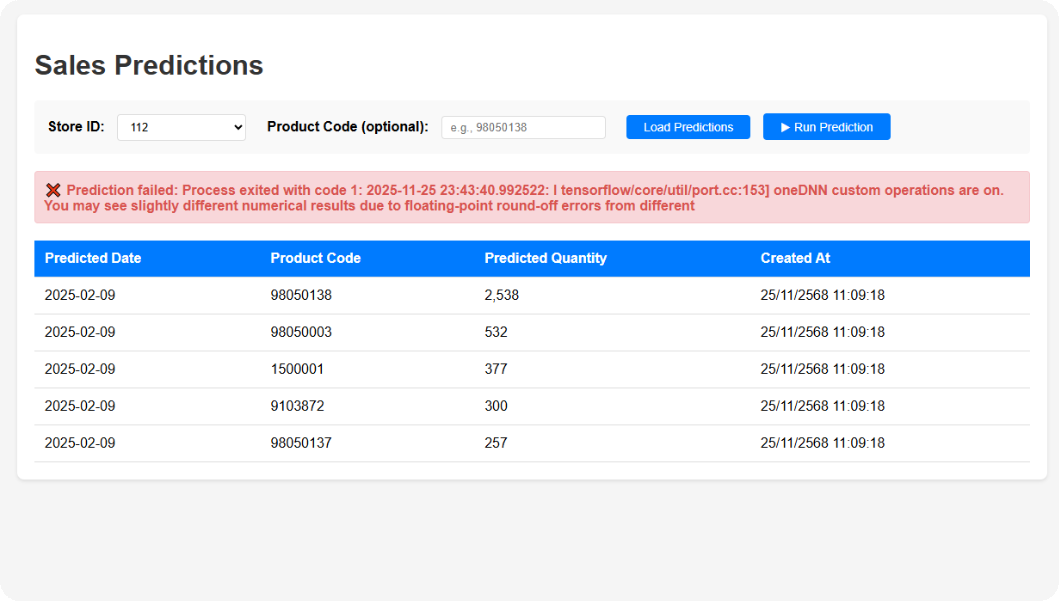 Sales Predictions
Store ID: 112 Product Code (optional): e.g., 98050138 Load Predictions ▶ Run Prediction
❌ Prediction failed: Process exited with code 1: 2025-11-25 23:43:40.992522: I tensorflow/core/util/port.cc:153] oneDNN custom operations are on.
You may see slightly different numerical results due to floating-point round-off errors from different
Predicted Date Product Code Predicted Quantity Created At
2025-02-09 98050138 2,538 25/11/2568 11:09:18
2025-02-09 98050003 532 25/11/2568 11:09:18
2025-02-09 1500001 377 25/11/2568 11:09:18
2025-02-09 9103872 300 25/11/2568 11:09:18
2025-02-09 98050137 257 25/11/2568 11:09:18